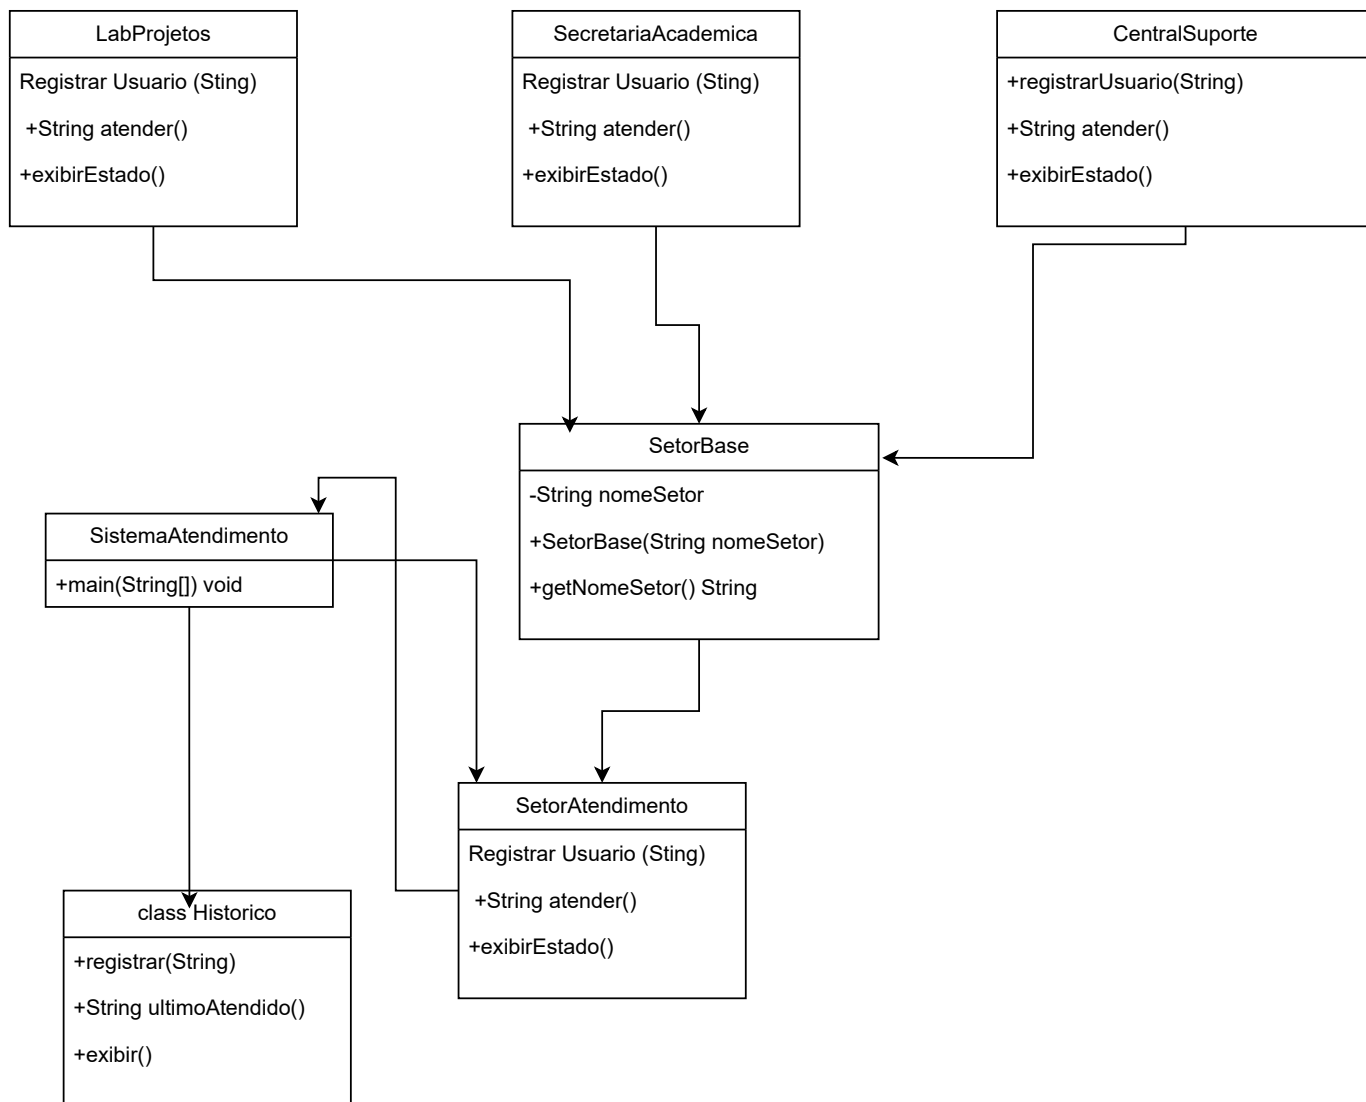 LabProjetos
Registrar Usuario (Sting)
+String atender()
+exibirEstado()
SecretariaAcademica
Registrar Usuario (Sting)
+String atender()
+exibirEstado()
CentralSuporte
+registrarUsuario(String)
+String atender()
+exibirEstado()
SetorBase
-String nomeSetor
+SetorBase(String nomeSetor)
+getNomeSetor() String
SistemaAtendimento
+main(String[]) void
SetorAtendimento
Registrar Usuario (Sting)
+String atender()
+exibirEstado()
class Historico
+registrar(String)
+String ultimoAtendido()
+exibir()